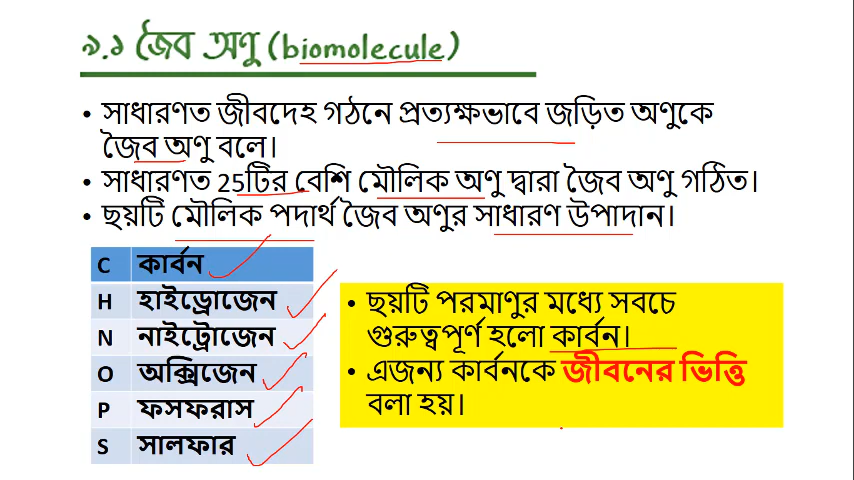 ৯.১ জৈব অণু (biomolecule)
• সাধারণত জীবদেহ গঠনে প্রত্যক্ষভাবে জড়িত অণুকে
জৈব অণু বলে।
• সাধারণত 25টির বেশি মৌলিক অণু দ্বারা জৈব অণু গঠিত।
• ছয়টি মৌলিক পদার্থ জৈব অণুর সাধারণ উপাদান।
C কার্বন
H হাইড্রোজেন
N নাইট্রোজেন
O অক্সিজেন
P ফসফরাস
S সালফার
• ছয়টি পরমাণুর মধ্যে সবচে
গুরুত্বপূর্ণ হলো কার্বন।
• এজন্য কার্বনকে জীবনের ভিত্তি
বলা হয়।